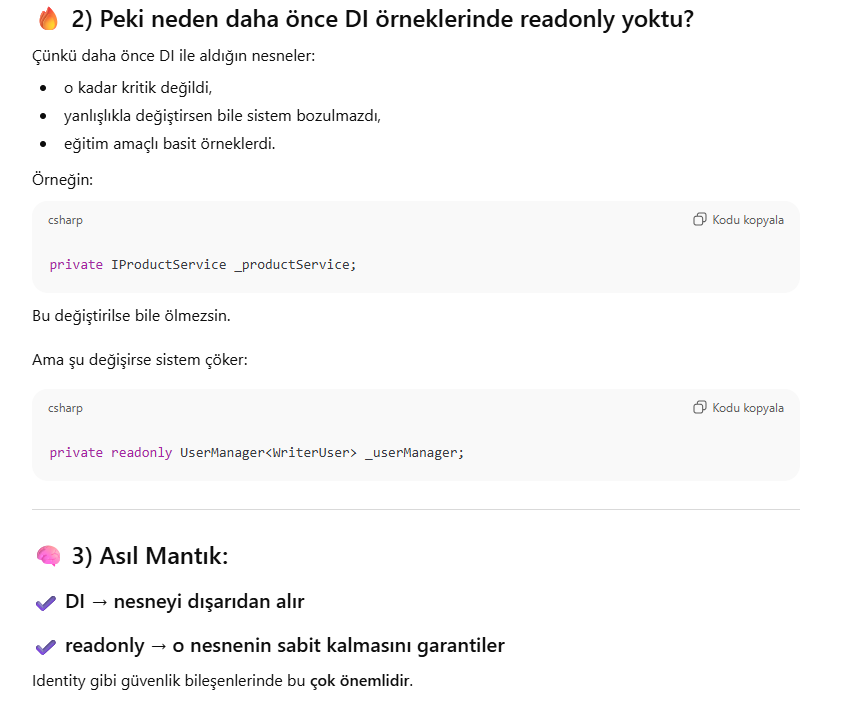 🔥 2) Peki neden daha önce DI örneklerinde readonly yoktu?
Çünkü daha önce DI ile aldığın nesneler:
• o kadar kritik değildi,
• yanlışlıkla değiştirsen bile sistem bozulmazdı,
• eğitim amaçlı basit örneklerdi.
Örneğin:
csharp Kodu kopyala
private IProductService _productService;
Bu değiştirilse bile ölmezsin.
Ama şu değişirse sistem çöker:
csharp Kodu kopyala
private readonly UserManager<WriterUser> _userManager;
🧠 3) Asıl Mantık:
✔ DI → nesneyi dışarıdan alır
✔ readonly → o nesnenin sabit kalmasını garantiler
Identity gibi güvenlik bileşenlerinde bu çok önemlidir.